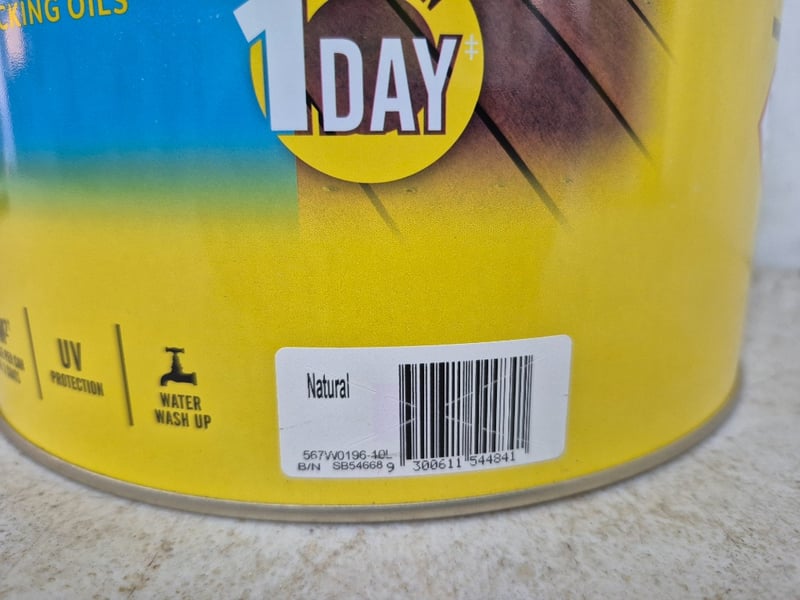 CKING OILS
1DAY‡
UV
PROTECTION
WATER
WASH UP
Natural
567W0196-10L
B/N SB54668
9 300611 544841